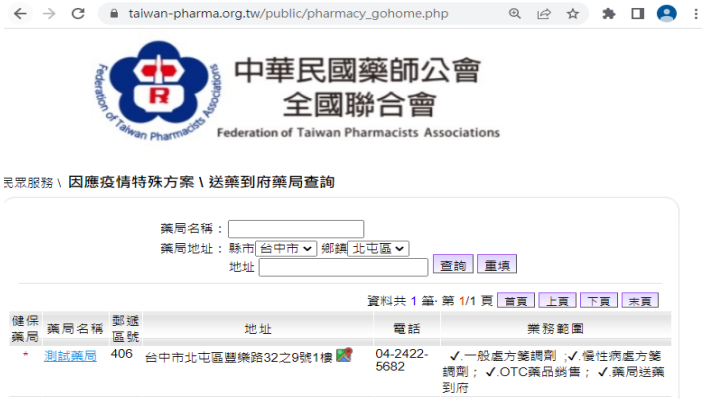 taiwan-pharma.org.tw/public/pharmacy_gohome.php
中華民國藥師公會
全國聯合會
Federation of Taiwan Pharmacists Associations
Federation of Taiwan Pharmacists Associations
R
民眾服務 \ 因應疫情特殊方案 \ 送藥到府藥局查詢
藥局名稱：
藥局地址： 縣市 台中市 鄉鎮 北屯區
地址 查詢 重填
資料共 1 筆· 第 1/1 頁 首頁 上頁 下頁 末頁
健保藥局 藥局名稱 郵遞區號 地址 電話 業務範圍
* 測試藥局 406 台中市北屯區豐樂路32之9號1樓 04-2422-5682 ✓.一般處方箋調劑 ;✓.慢性病處方箋
調劑； ✓.OTC藥品銷售； ✓.藥局送藥
到府